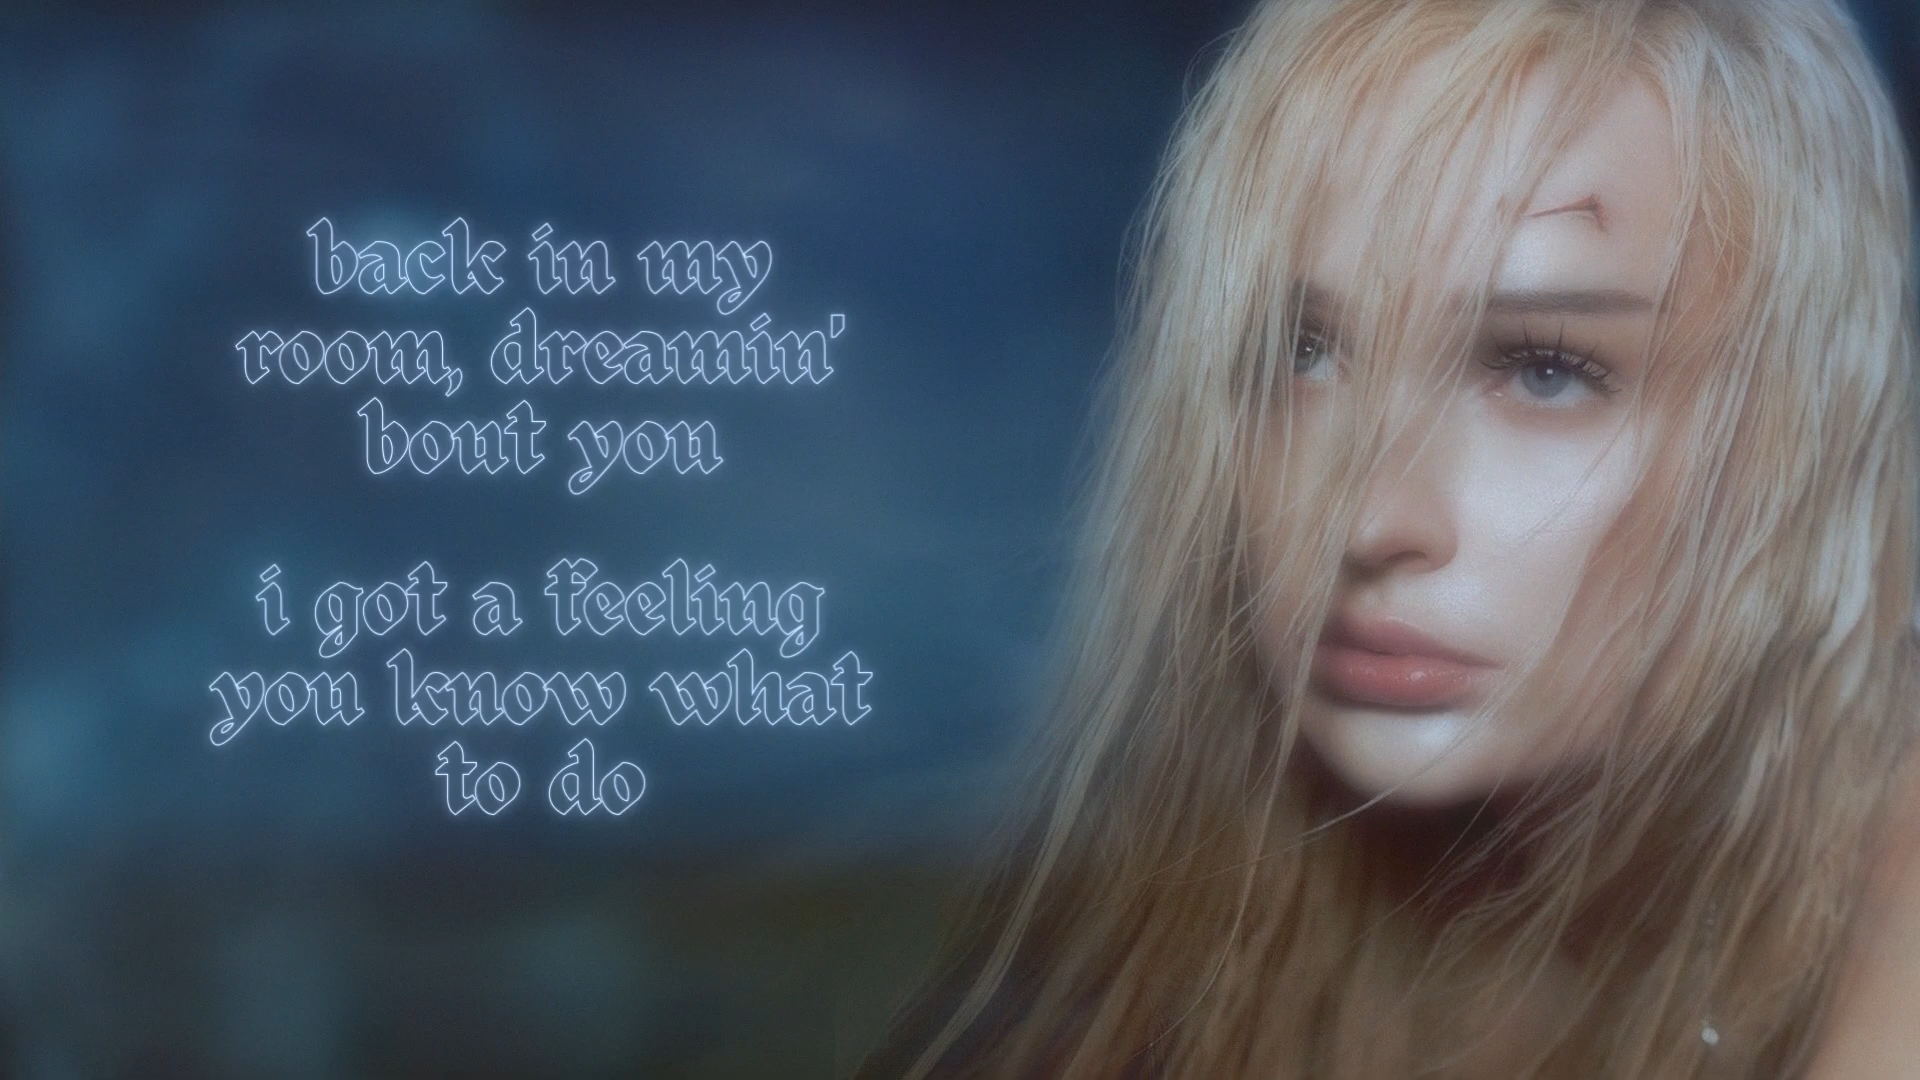 back in my
room, dreamin'
bout you
i got a feeling
you know what
to do